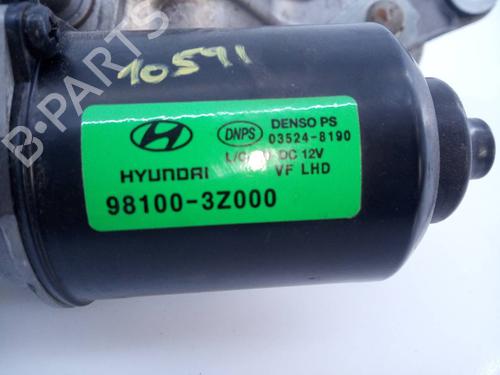 10591
DNPS
DENSO PS
03524-8190
DC 12V
HYUNDAI
VF LHD
98100-3Z000
B-PARTS